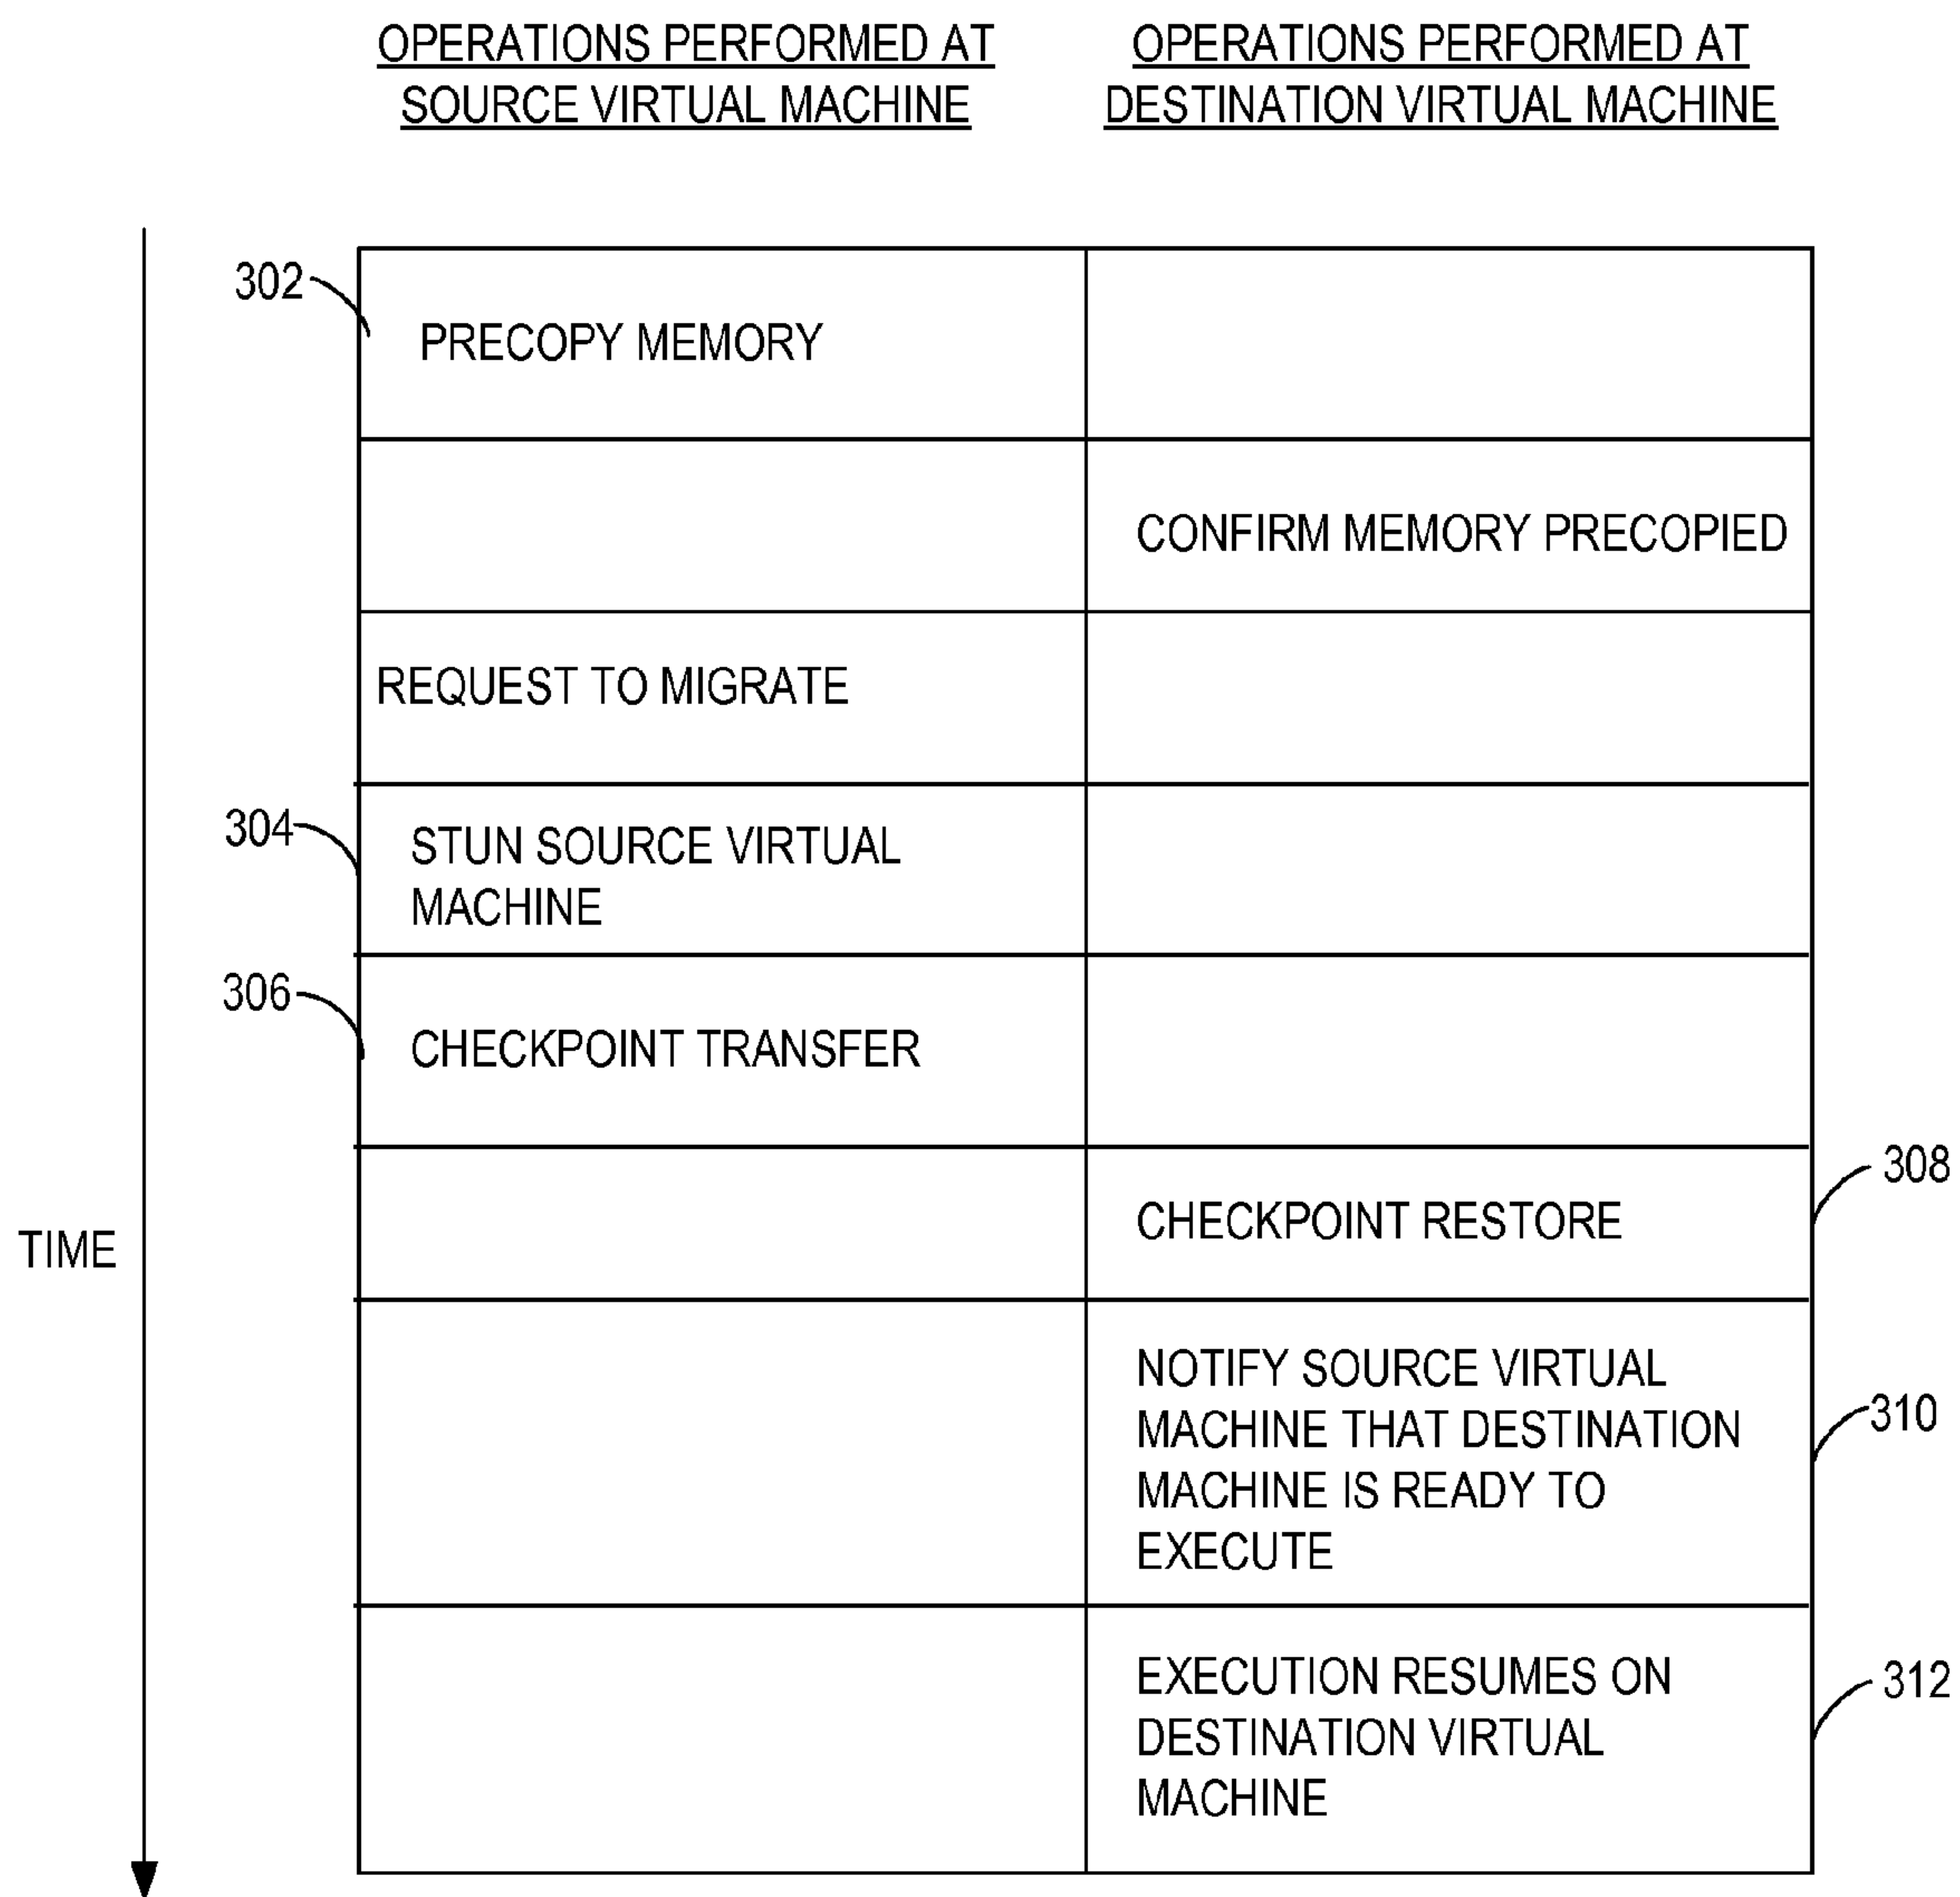 OPERATIONS PERFORMED AT
SOURCE VIRTUAL MACHINE
OPERATIONS PERFORMED AT
DESTINATION VIRTUAL MACHINE
302
PRECOPY MEMORY
CONFIRM MEMORY PRECOPIED
REQUEST TO MIGRATE
304
STUN SOURCE VIRTUAL
MACHINE
306
CHECKPOINT TRANSFER
308
CHECKPOINT RESTORE
TIME
NOTIFY SOURCE VIRTUAL
MACHINE THAT DESTINATION
MACHINE IS READY TO
EXECUTE
310
EXECUTION RESUMES ON
DESTINATION VIRTUAL
MACHINE
312